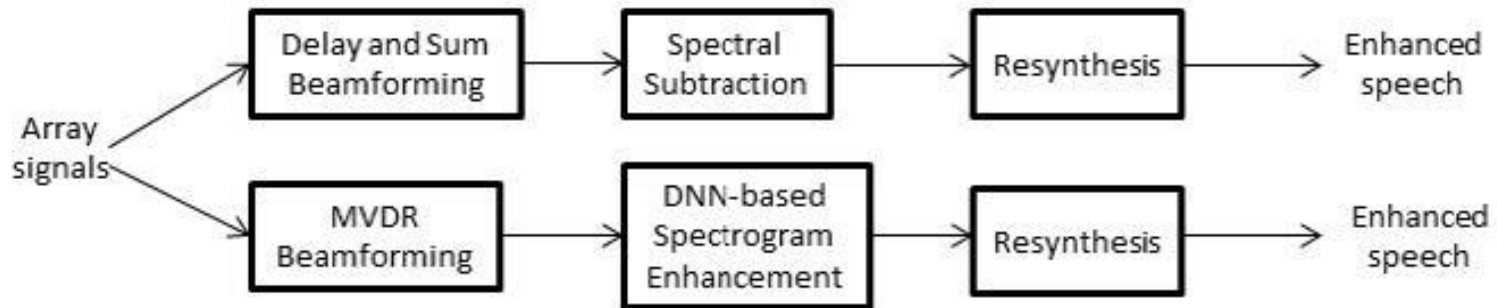 Array
signals
Delay and Sum
Beamforming
Spectral
Subtraction
Resynthesis
Enhanced
speech
MVDR
Beamforming
DNN-based
Spectrogram
Enhancement
Resynthesis
Enhanced
speech